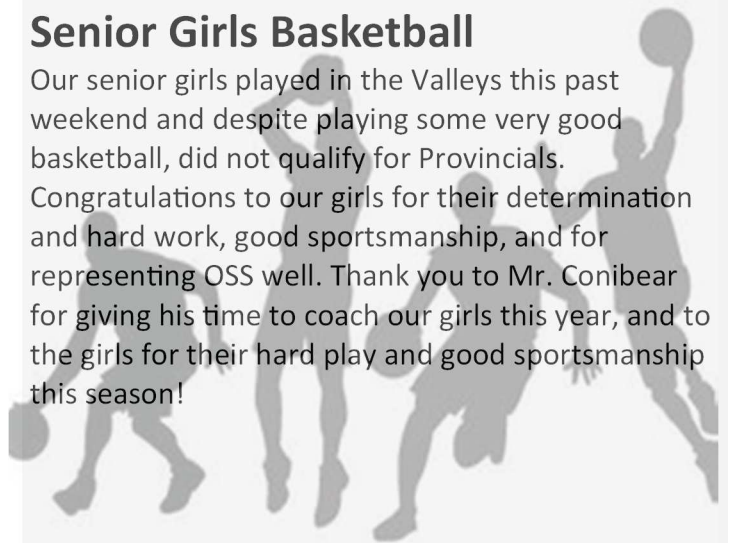 Senior Girls Basketball
Our senior girls played in the Valleys this past
weekend and despite playing some very good
basketball, did not qualify for Provincials.
Congratulations to our girls for their determination
and hard work, good sportsmanship, and for
representing OSS well. Thank you to Mr. Conibear
for giving his time to coach our girls this year, and to
the girls for their hard play and good sportsmanship
this season!